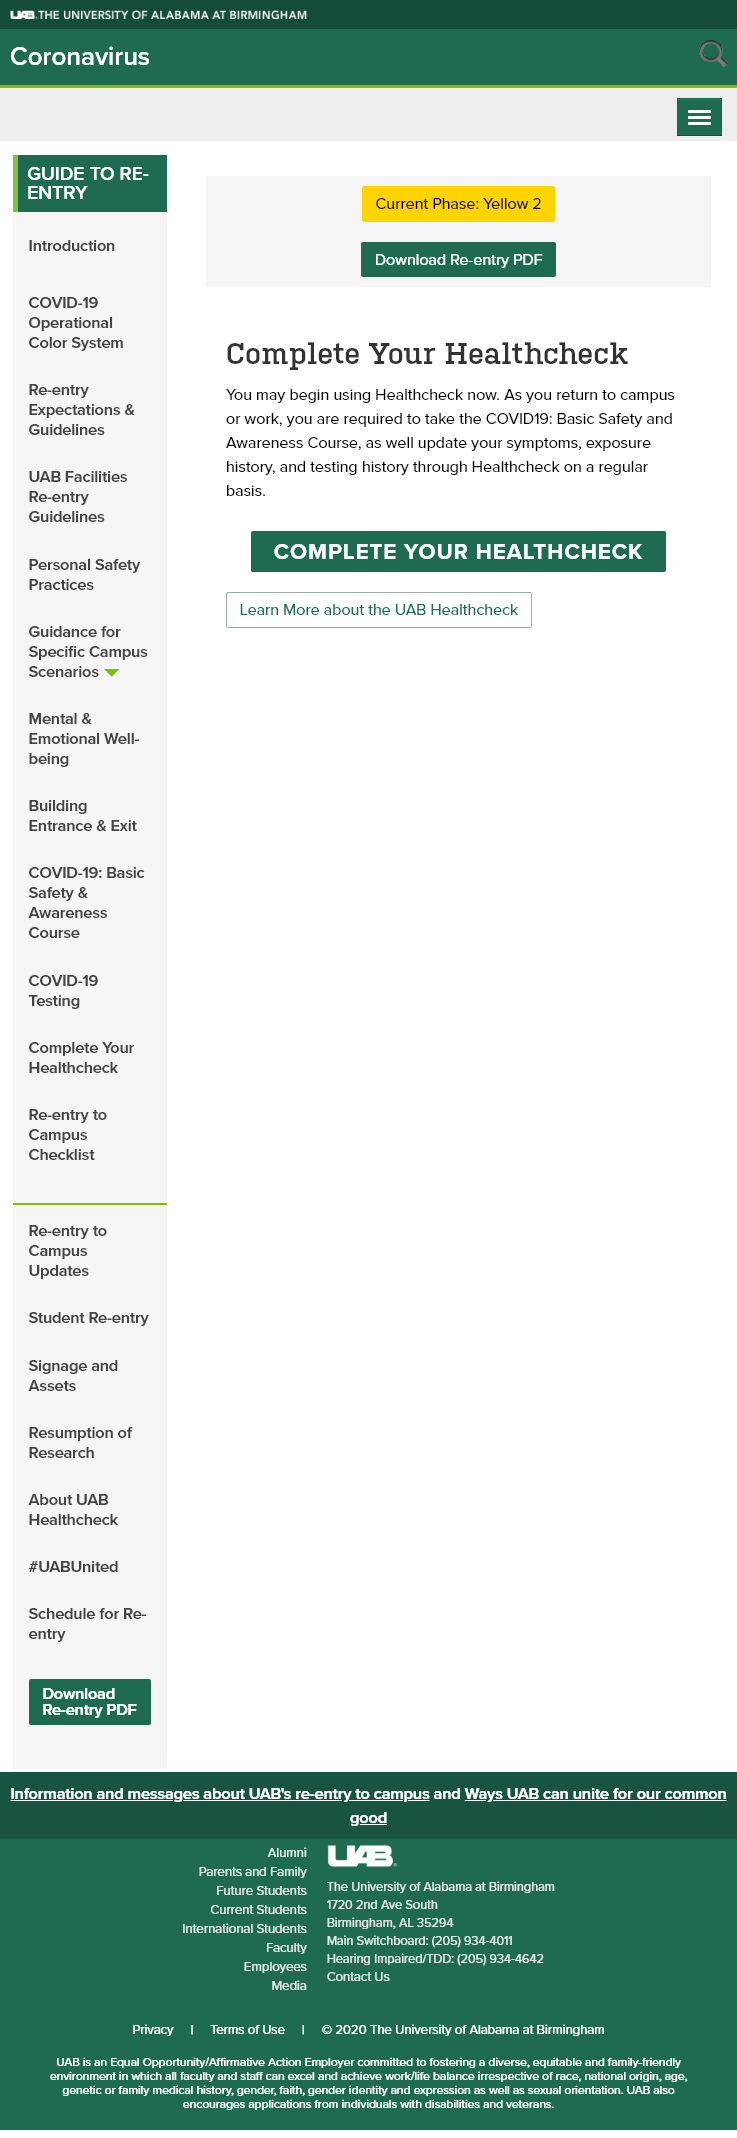 UAB THE UNIVERSITY OF ALABAMA AT BIRMINGHAM
Coronavirus
GUIDE TO RE-
ENTRY
Introduction
COVID-19
Operational
Color System
Re-entry
Expectations &
Guidelines
UAB Facilities
Re-entry
Guidelines
Personal Safety
Practices
Guidance for
Specific Campus
Scenarios
Mental &
Emotional Well-
being
Building
Entrance & Exit
COVID-19: Basic
Safety &
Awareness
Course
COVID-19
Testing
Complete Your
Healthcheck
Re-entry to
Campus
Checklist
Re-entry to
Campus
Updates
Student Re-entry
Signage and
Assets
Resumption of
Research
About UAB
Healthcheck
#UABUnited
Schedule for Re-
entry
Download
Re-entry PDF
Current Phase: Yellow 2
Download Re-entry PDF
Complete Your Healthcheck
You may begin using Healthcheck now. As you return to campus
or work, you are required to take the COVID19: Basic Safety and
Awareness Course, as well update your symptoms, exposure
history, and testing history through Healthcheck on a regular
basis.
COMPLETE YOUR HEALTHCHECK
Learn More about the UAB Healthcheck
Information and messages about UAB's re-entry to campus and Ways UAB can unite for our common
good
Alumni
Parents and Family
Future Students
Current Students
International Students
Faculty
Employees
Media
UAB
The University of Alabama at Birmingham
1720 2nd Ave South
Birmingham, AL 35294
Main Switchboard: (205) 934-4011
Hearing Impaired/TDD: (205) 934-4642
Contact Us
Privacy | Terms of Use | © 2020 The University of Alabama at Birmingham
UAB is an Equal Opportunity/Affirmative Action Employer committed to fostering a diverse, equitable and family-friendly
environment in which all faculty and staff can excel and achieve work/life balance irrespective of race, national origin, age,
genetic or family medical history, gender, faith, gender identity and expression as well as sexual orientation. UAB also
encourages applications from individuals with disabilities and veterans.